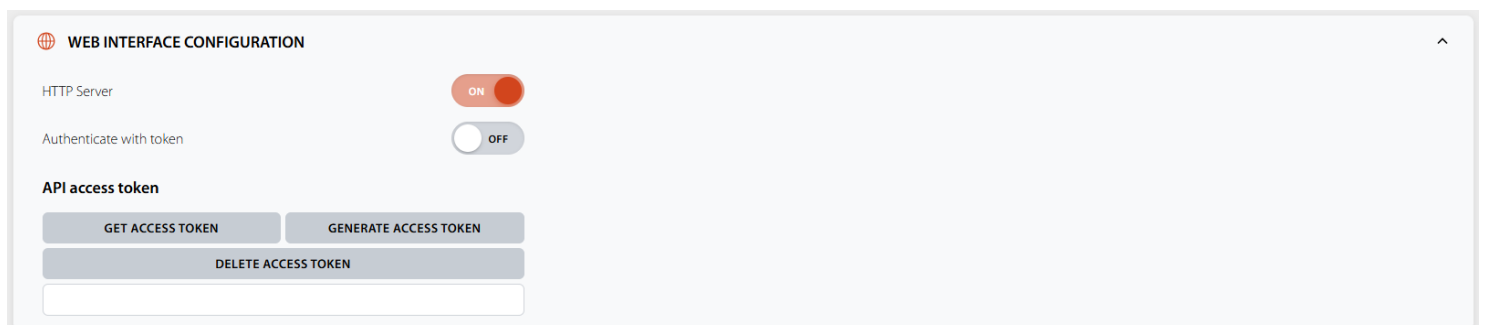 WEB INTERFACE CONFIGURATION
HTTP Server ON
Authenticate with token OFF
API access token
GET ACCESS TOKEN GENERATE ACCESS TOKEN
DELETE ACCESS TOKEN